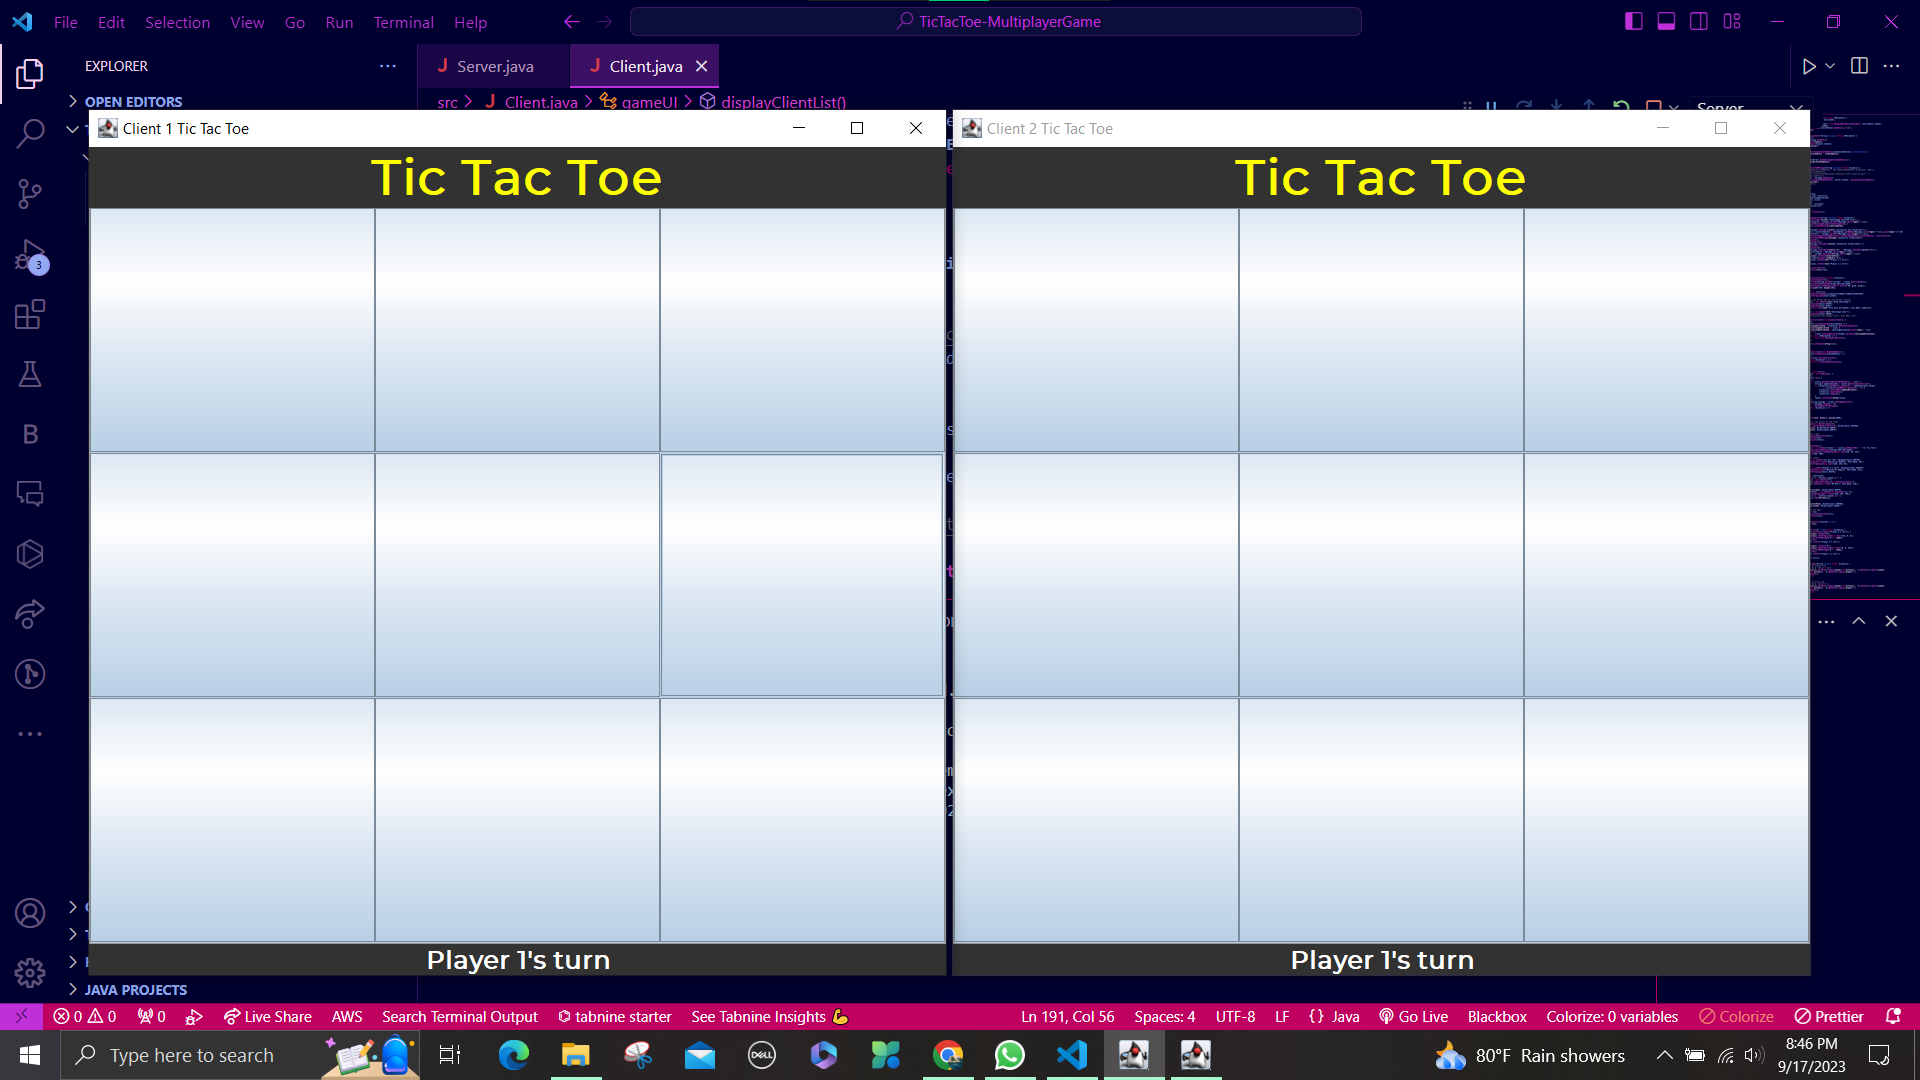 File Edit Selection View Go Run Terminal Help
TicTacToe-MultiplayerGame
EXPLORER
Server.java
Client.java
OPEN EDITORS
src > Client.java > gameUI > displayClientList()
Server
Client 1 Tic Tac Toe
Client 2 Tic Tac Toe
Tic Tac Toe
Tic Tac Toe
3
B
Player 1's turn
Player 1's turn
JAVA PROJECTS
0 0 0 Live Share AWS Search Terminal Output tabnine starter See Tabnine Insights Ln 191, Col 56 Spaces: 4 UTF-8 LF {} Java Go Live Blackbox Colorize: 0 variables Colorize Prettier
Type here to search
DELL
80°F Rain showers
8:46 PM
9/17/2023